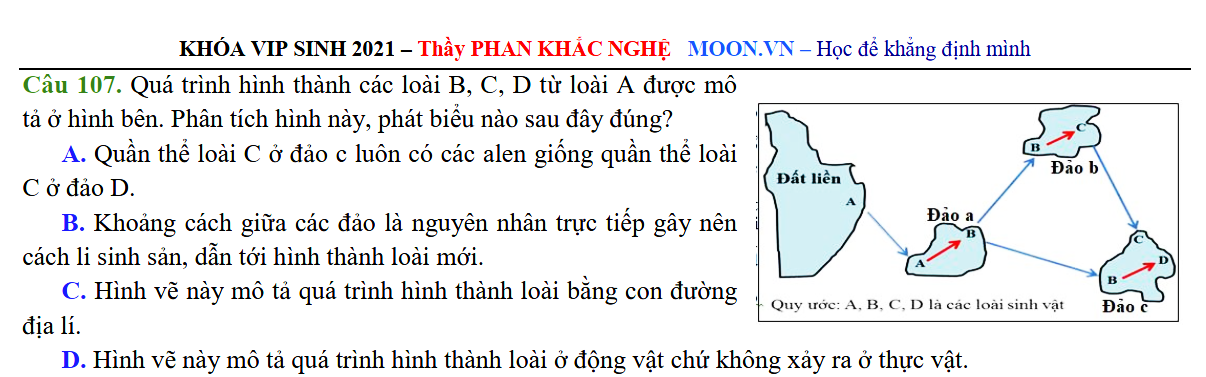 KHÓA VIP SINH 2021 – Thầy PHAN KHẮC NGHỆ MOON.VN – Học để khẳng định mình
Câu 107. Quá trình hình thành các loài B, C, D từ loài A được mô
tả ở hình bên. Phân tích hình này, phát biểu nào sau đây đúng?
A. Quần thể loài C ở đảo c luôn có các alen giống quần thể loài
C ở đảo D.
B. Khoảng cách giữa các đảo là nguyên nhân trực tiếp gây nên
cách li sinh sản, dẫn tới hình thành loài mới.
C. Hình vẽ này mô tả quá trình hình thành loài bằng con đường
địa lí.
D. Hình vẽ này mô tả quá trình hình thành loài ở động vật chứ không xảy ra ở thực vật.
C
B
Đảo b
Đất liền
A
Đảo a
B
A
C
D
B
Đảo c
Quy ước: A, B, C, D là các loài sinh vật